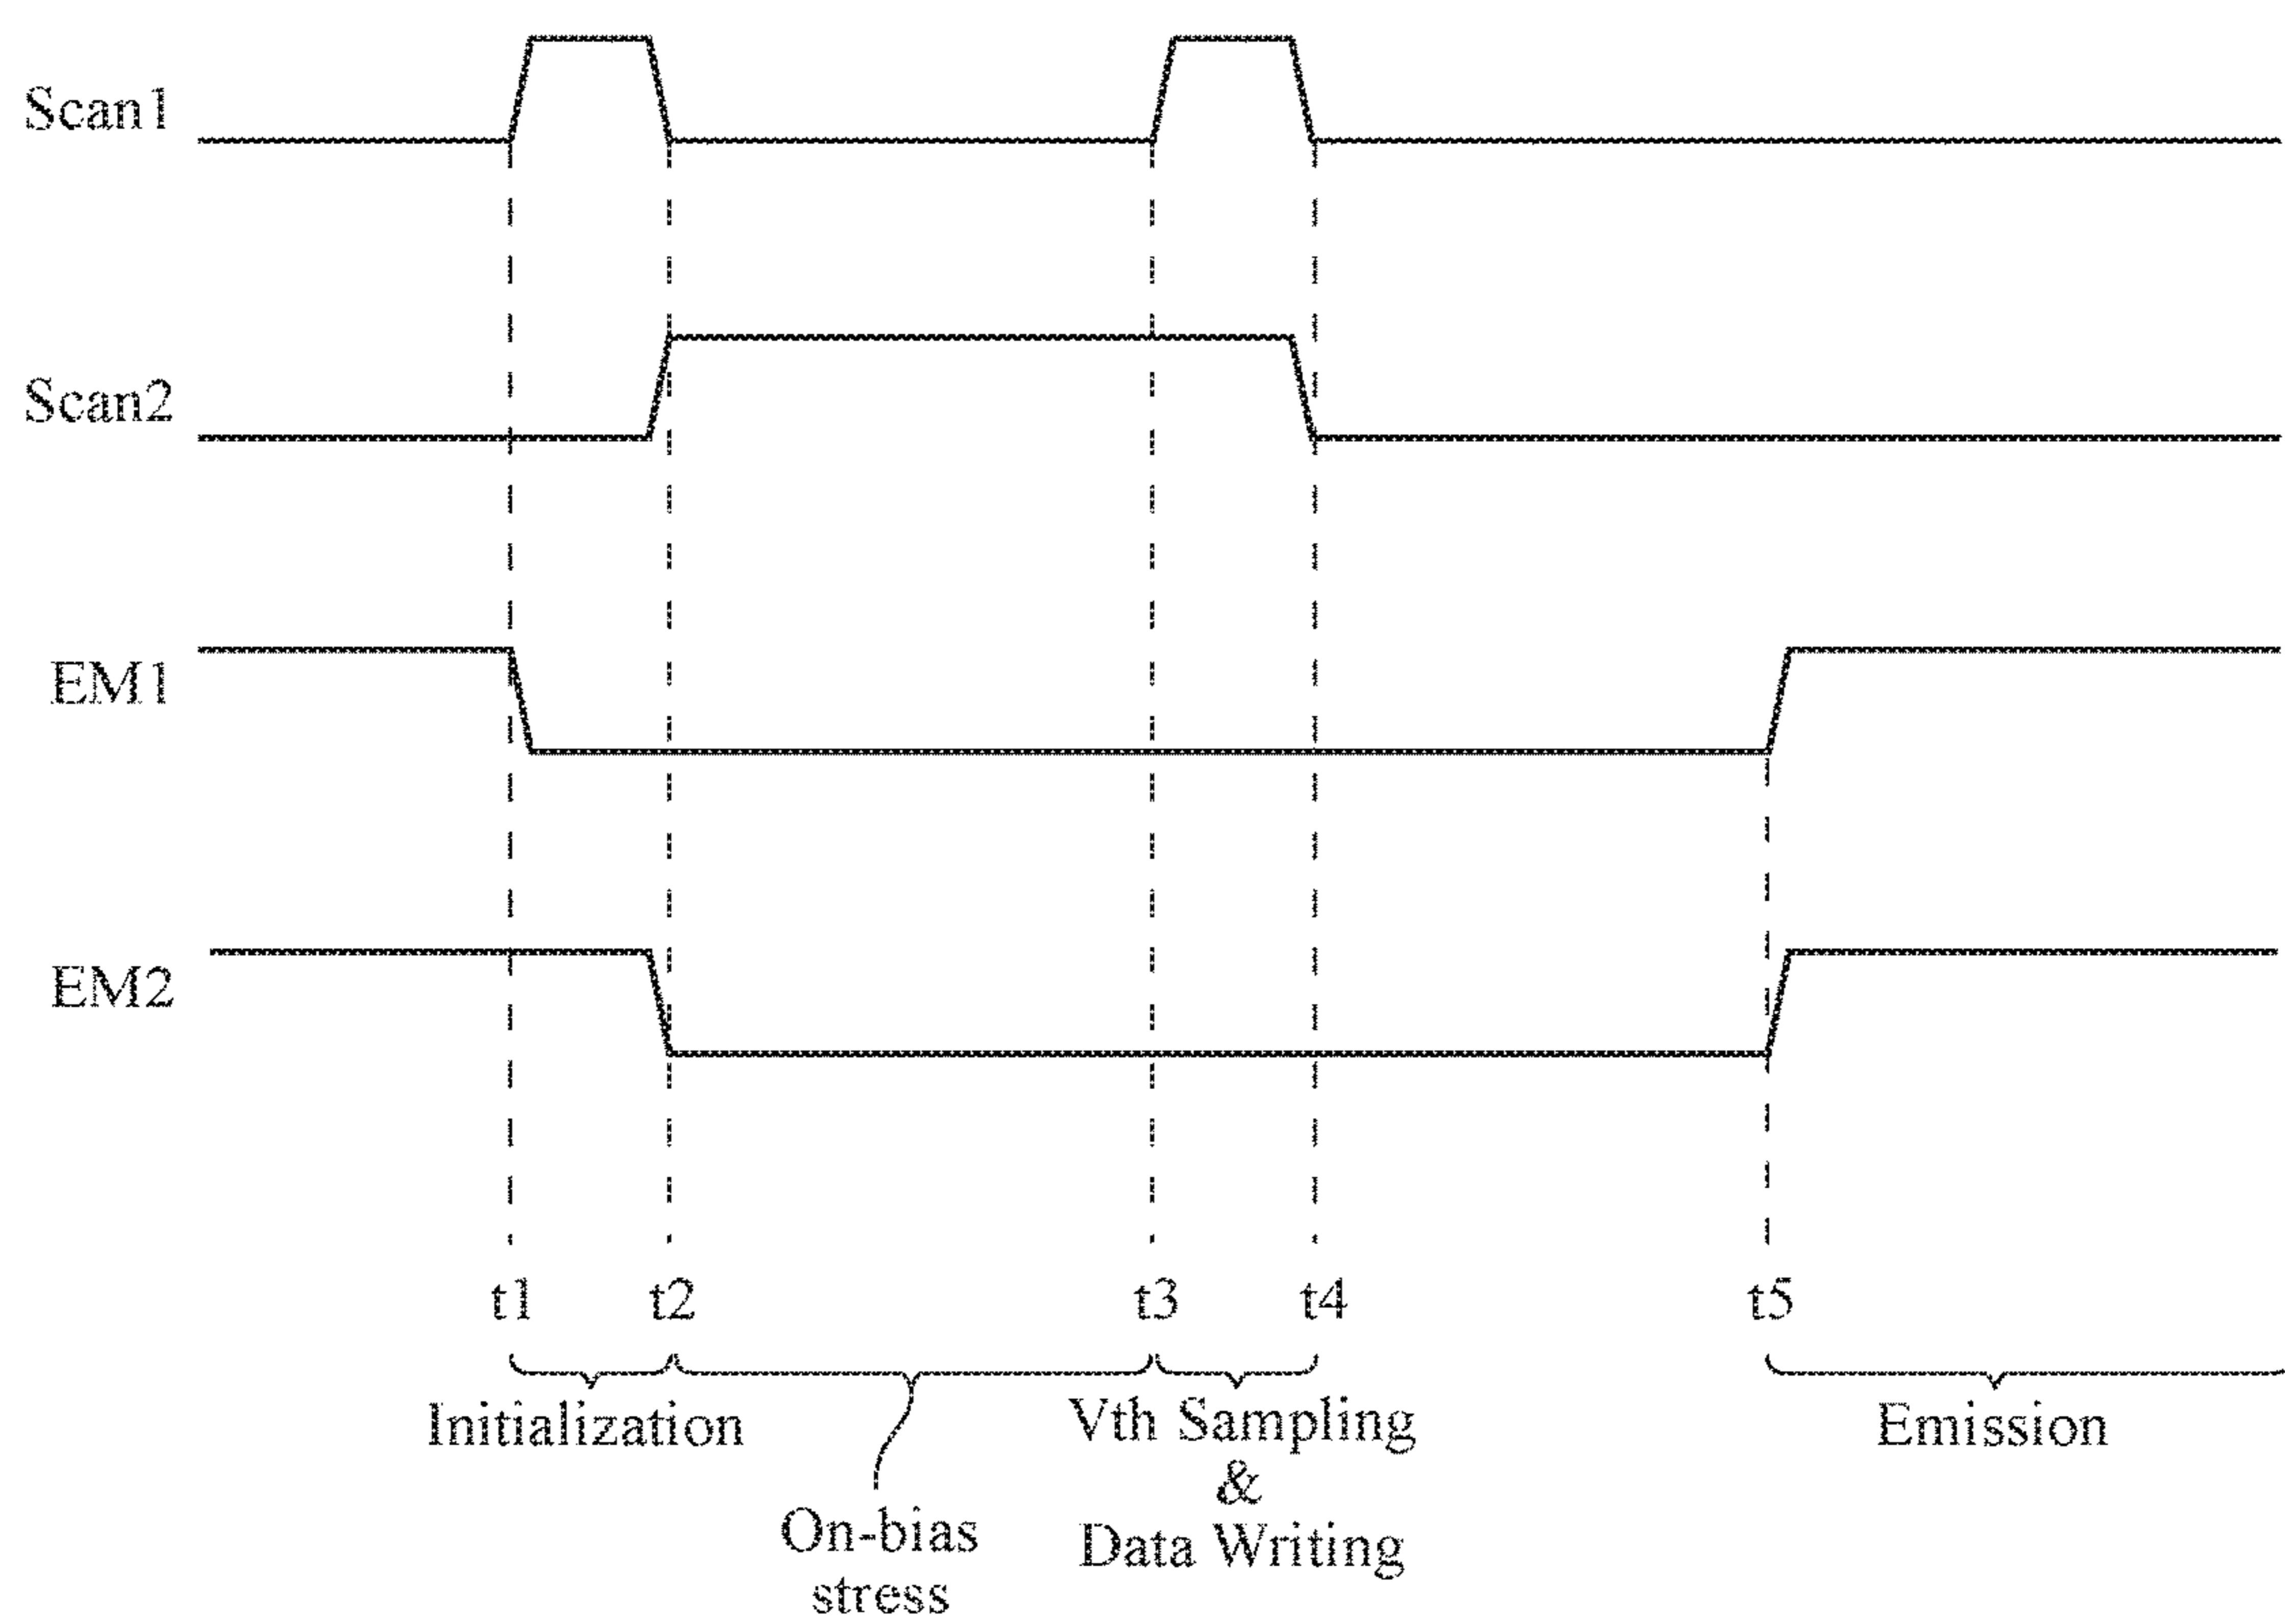 Scan1
Scan2
EM1
EM2
t1 t2 t3 t4 t5
Initialization
On-bias
stress
Vth Sampling
&
Data Writing
Emission